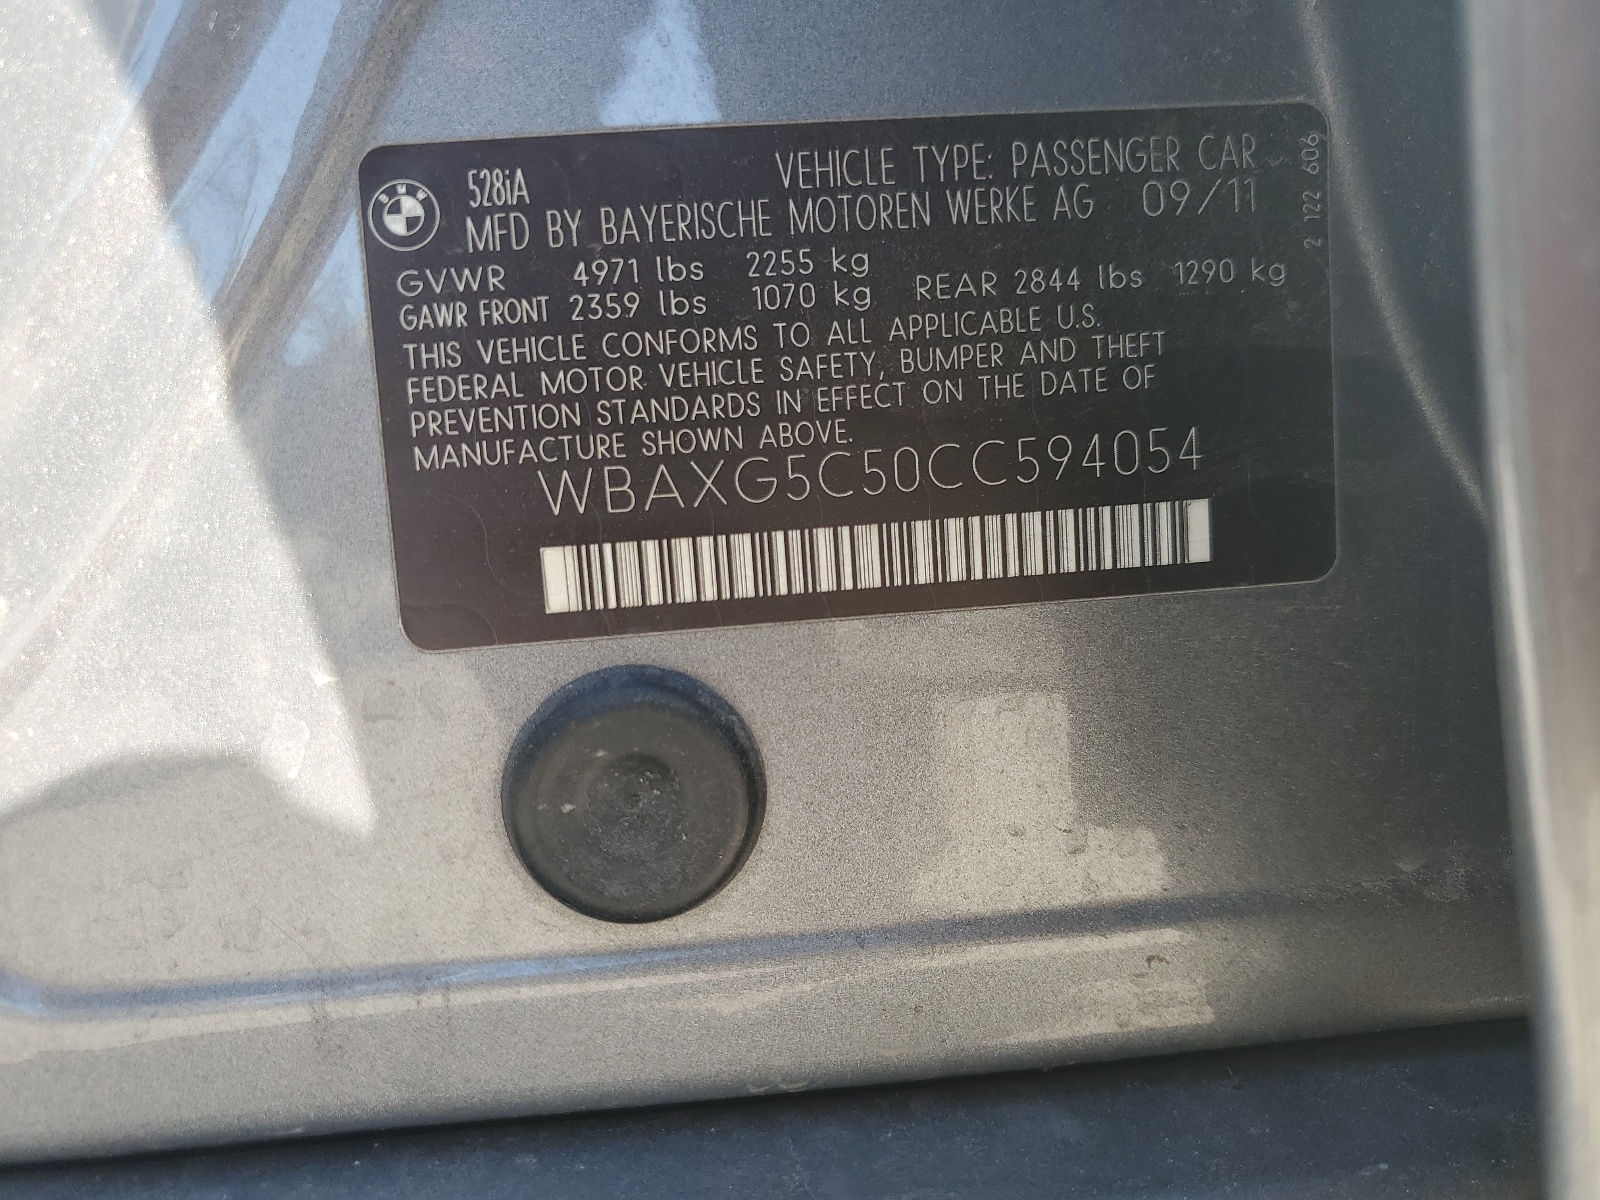 VEHICLE TYPE: PASSENGER CAR
528iA
MFD BY BAYERISCHE MOTOREN WERKE AG 09/11
GVWR 4971 lbs 2255 kg
GAWR FRONT 2359 lbs 1070 kg REAR 2844 lbs 1290 kg
THIS VEHICLE CONFORMS TO ALL APPLICABLE U.S.
FEDERAL MOTOR VEHICLE SAFETY, BUMPER AND THEFT
PREVENTION STANDARDS IN EFFECT ON THE DATE OF
MANUFACTURE SHOWN ABOVE.
WBAXG5C50CC594054
2 122 606
BMW